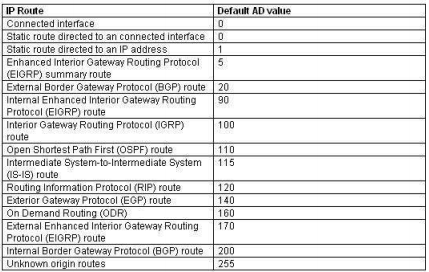 IP Route Default AD value
Connected interface 0
Static route directed to an connected interface 0
Static route directed to an IP address 1
Enhanced Interior Gateway Routing Protocol 5
(EIGRP) summary route
External Border Gateway Protocol (BGP) route 20
Internal Enhanced Interior Gateway Routing 90
Protocol (EIGRP) route
Interior Gateway Routing Protocol (IGRP) 100
route
Open Shortest Path First (OSPF) route 110
Intermediate System-to-Intermediate System 115
(IS-IS) route
Routing Information Protocol (RIP) route 120
Exterior Gateway Protocol (EGP) route 140
On Demand Routing (ODR) 160
External Enhanced Interior Gateway Routing 170
Protocol (EIGRP) route
Internal Border Gateway Protocol (BGP) route 200
Unknown origin routes 255